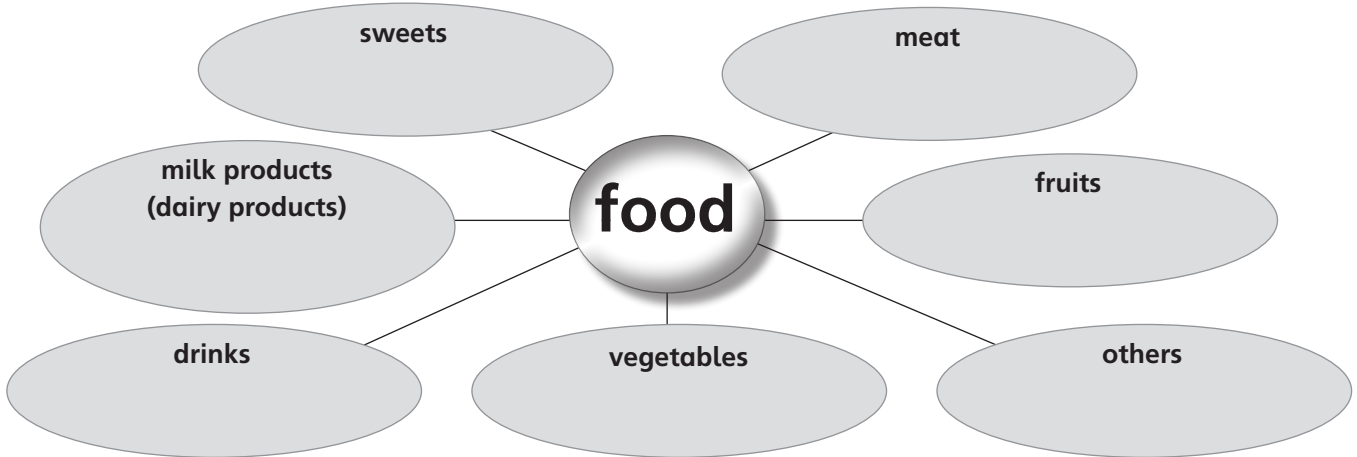 sweets
meat
milk products
(dairy products)
food
fruits
drinks
vegetables
others